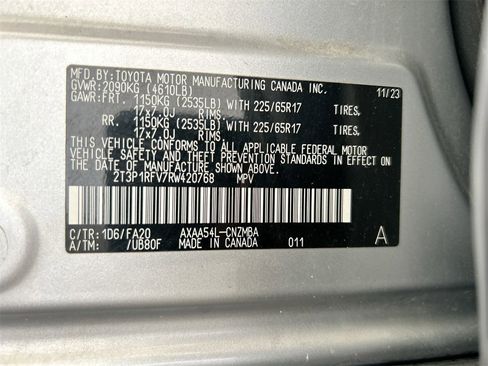 MFD.BY:TOYOTA MOTOR MANUFACTURING CANADA INC. 11/23
GVWR:2090KG (4610LB)
GAWR:FRT. 1150KG (2535LB) WITH 225/65R17 TIRES,
17x7.0J RIMS.
RR. 1150KG (2535LB) WITH 225/65R17 TIRES,
17x7.0J RIMS.
THIS VEHICLE CONFORMS TO ALL APPLICABLE FEDERAL MOTOR
VEHICLE SAFETY AND THEFT PREVENTION STANDARDS IN EFFECT ON
THE DATE OF MANUFACTURE SHOWN ABOVE.
2T3P1RFV7RW420768 MPV
C/TR:1D6/FA20 AXAA54L-CNZMBA
A/TM: /UB80F MADE IN CANADA 011 A